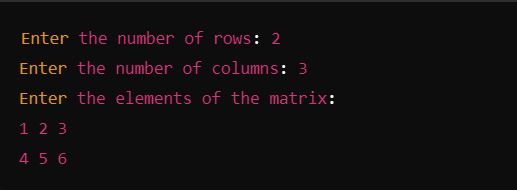 Enter the number of rows: 2
Enter the number of columns: 3
Enter the elements of the matrix:
1 2 3
4 5 6